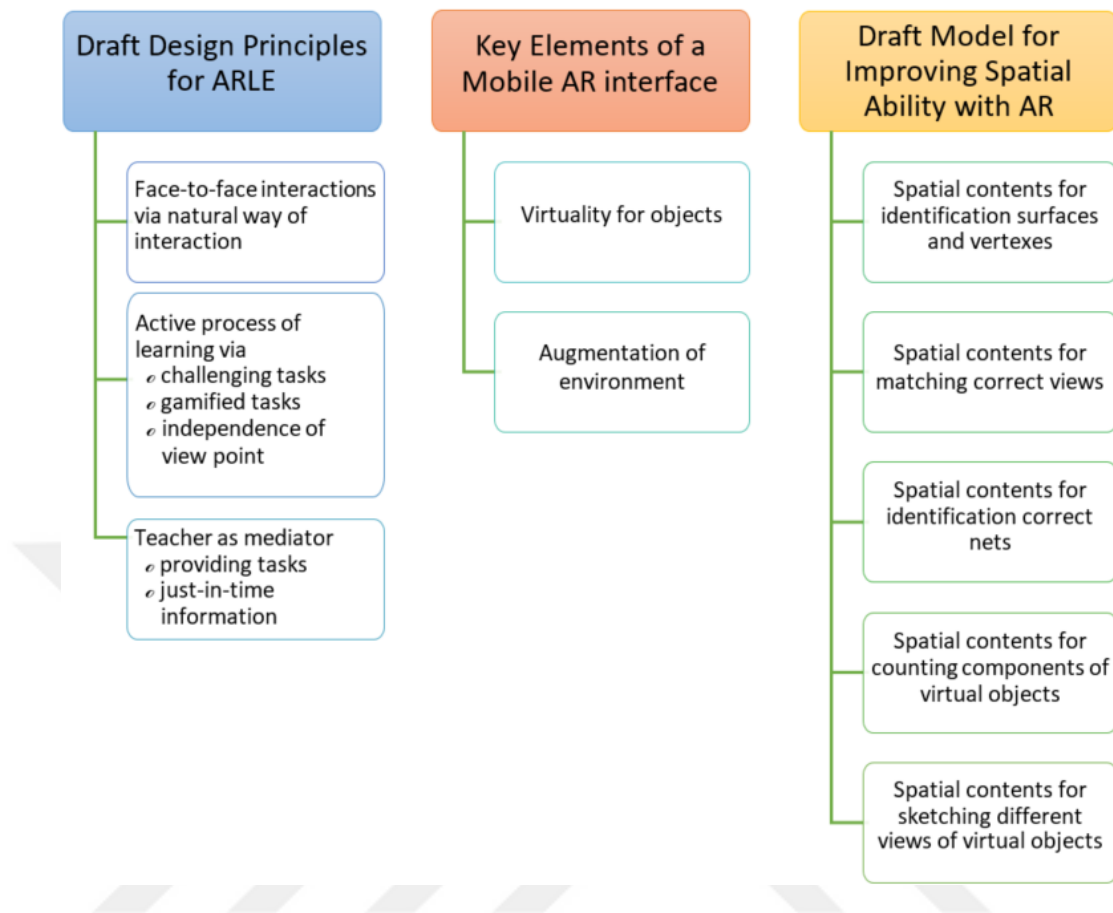 Draft Design Principles
for ARLE
Face-to-face interactions
via natural way of
interaction
Active process of
learning via
challenging tasks
gamified tasks
independence of
view point
Teacher as mediator
providing tasks
just-in-time
information
Key Elements of a
Mobile AR interface
Virtuality for objects
Augmentation of
environment
Draft Model for
Improving Spatial
Ability with AR
Spatial contents for
identification surfaces
and vertexes
Spatial contents for
matching correct views
Spatial contents for
identification correct
nets
Spatial contents for
counting components of
virtual objects
Spatial contents for
sketching different
views of virtual objects